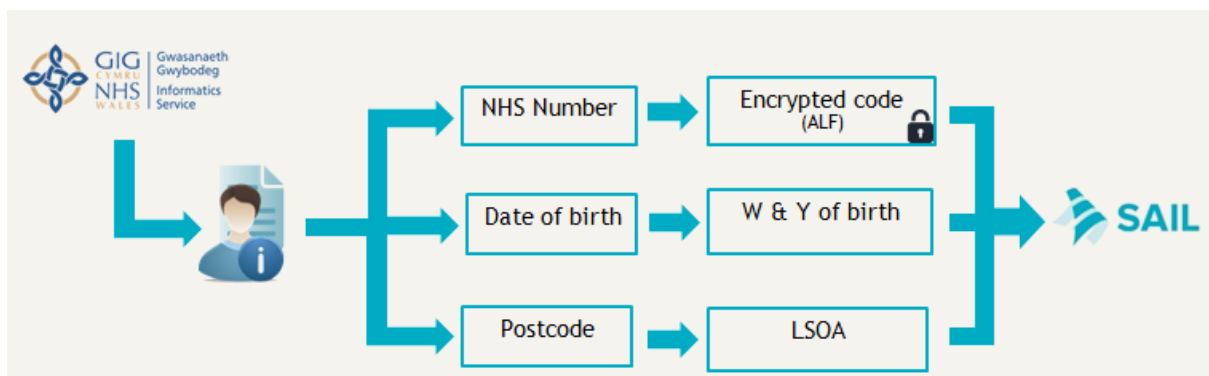 GIG
CYMRU
NHS
WALES
Gwasanaeth
Gwybodeg
Informatics
Service
NHS Number
Encrypted code
(ALF)
i
Date of birth
W & Y of birth
SAIL
Postcode
LSOA